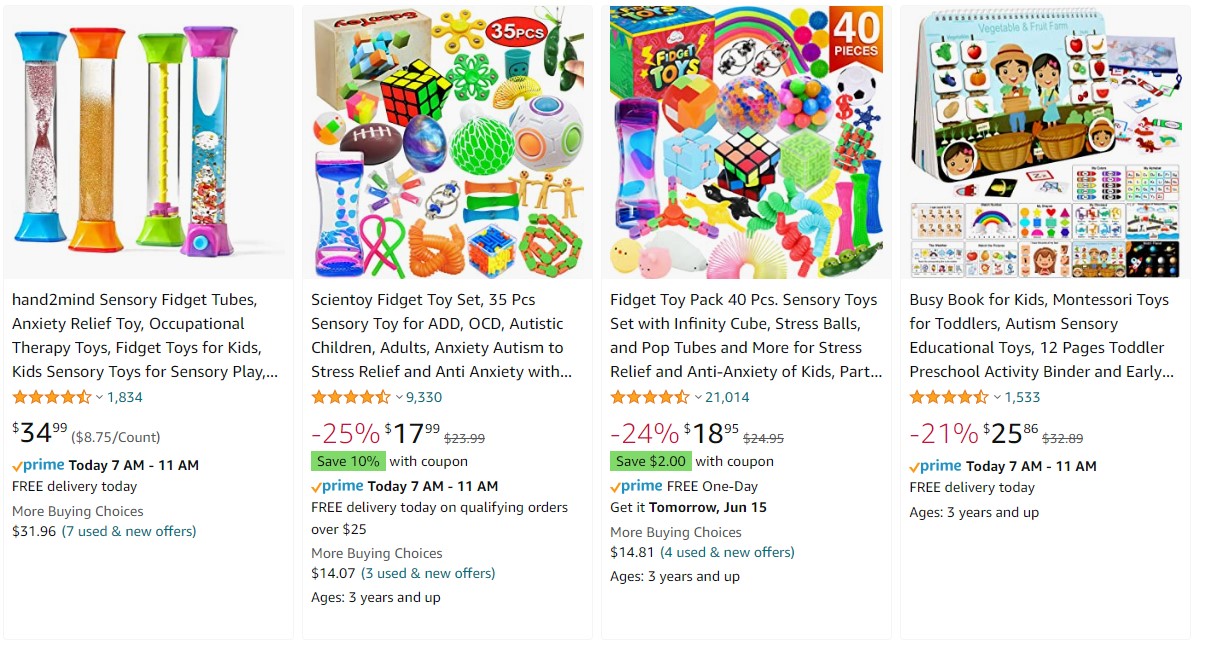 35PCS
FIDGET
TOYS
40
PIECES
Vegetable & Fruit Farm
hand2mind Sensory Fidget Tubes,
Anxiety Relief Toy, Occupational
Therapy Toys, Fidget Toys for Kids,
Kids Sensory Toys for Sensory Play,...
1,834
$34.99 ($8.75/Count)
prime Today 7 AM - 11 AM
FREE delivery today
More Buying Choices
$31.96 (7 used & new offers)
Scientoy Fidget Toy Set, 35 Pcs
Sensory Toy for ADD, OCD, Autistic
Children, Adults, Anxiety Autism to
Stress Relief and Anti Anxiety with...
9,330
-25% $17.99 $23.99
Save 10% with coupon
prime Today 7 AM - 11 AM
FREE delivery today on qualifying orders
over $25
More Buying Choices
$14.07 (3 used & new offers)
Ages: 3 years and up
Fidget Toy Pack 40 Pcs. Sensory Toys
Set with Infinity Cube, Stress Balls,
and Pop Tubes and More for Stress
Relief and Anti-Anxiety of Kids, Part...
21,014
-24% $18.95 $24.95
Save $2.00 with coupon
prime FREE One-Day
Get it Tomorrow, Jun 15
More Buying Choices
$14.81 (4 used & new offers)
Ages: 3 years and up
Busy Book for Kids, Montessori Toys
for Toddlers, Autism Sensory
Educational Toys, 12 Pages Toddler
Preschool Activity Binder and Early...
1,533
-21% $25.86 $32.89
prime Today 7 AM - 11 AM
FREE delivery today
Ages: 3 years and up